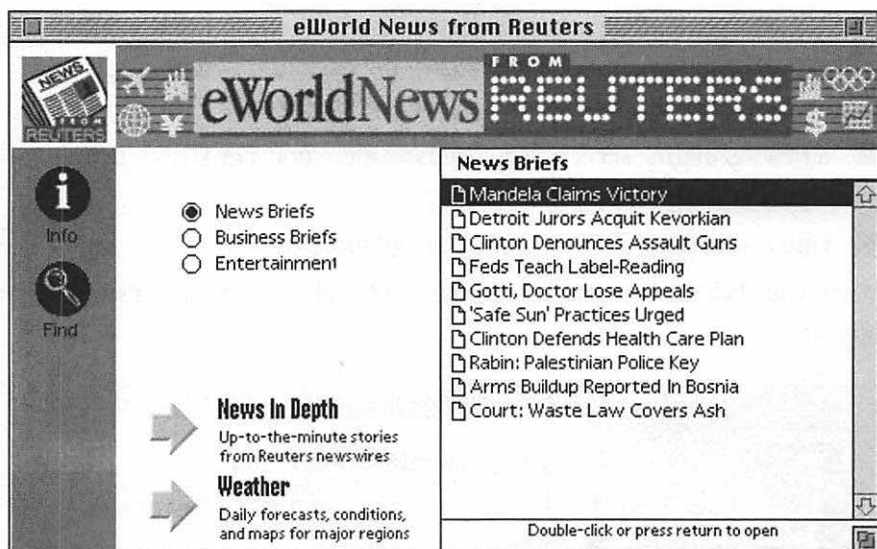 eWorld News from Reuters
NEWS
FROM
REUTERS
eWorldNews
FROM
REUTERS
Info
Find
News Briefs
Business Briefs
Entertainment
News In Depth
Up-to-the-minute stories
from Reuters newswires
Weather
Daily forecasts, conditions,
and maps for major regions
News Briefs
Mandela Claims Victory
Detroit Jurors Acquit Kevorkian
Clinton Denounces Assault Guns
Feds Teach Label-Reading
Gotti, Doctor Lose Appeals
'Safe Sun' Practices Urged
Clinton Defends Health Care Plan
Rabin: Palestinian Police Key
Arms Buildup Reported In Bosnia
Court: Waste Law Covers Ash
Double-click or press return to open